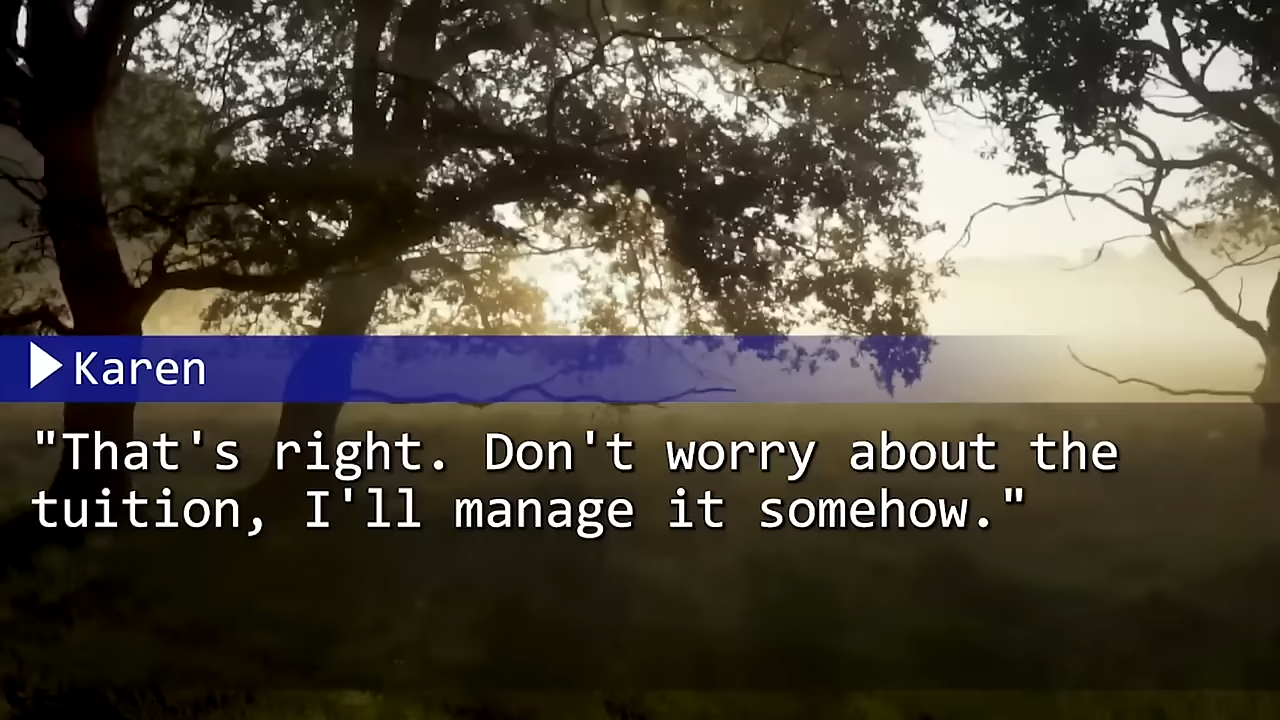 Karen
"That's right. Don't worry about the
tuition, I'll manage it somehow."